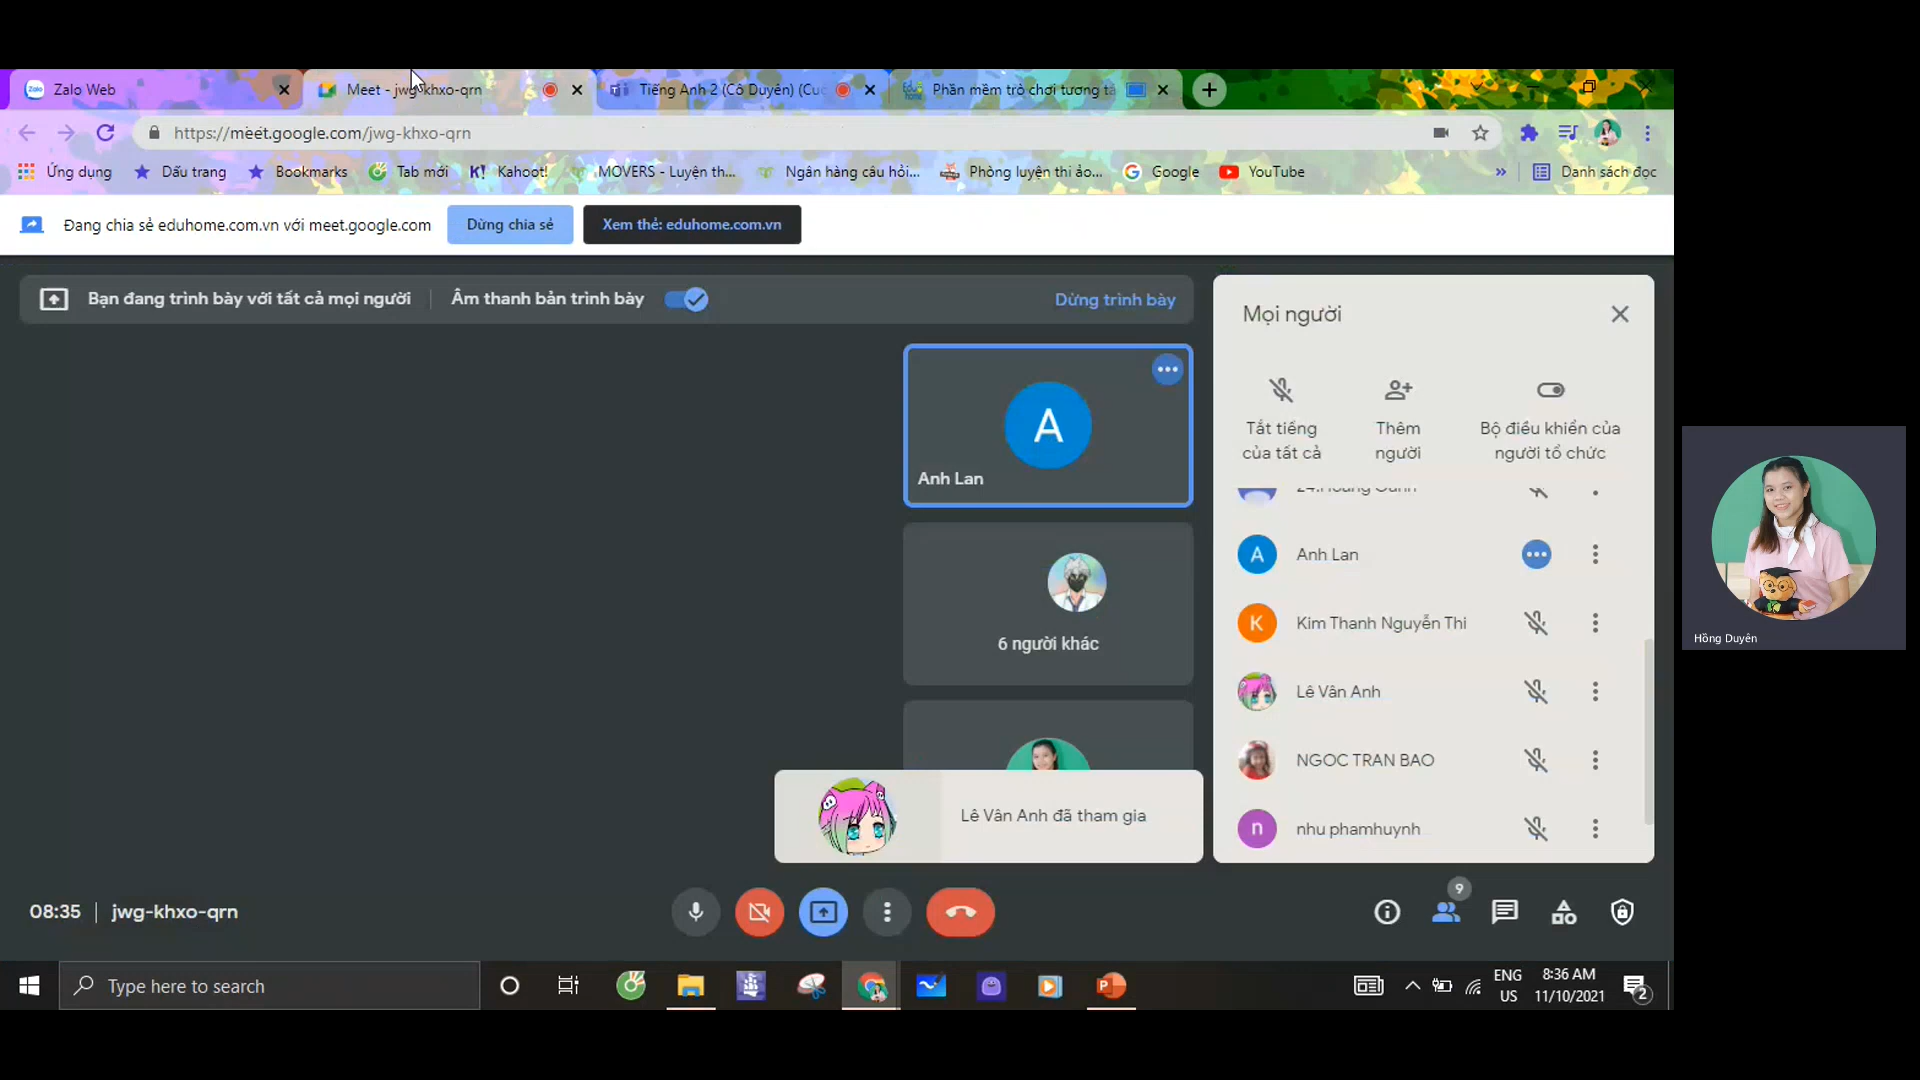 Zalo Web
Meet - jwg-khxo-qrn
Tiếng Anh 2 (Cô Duyên) (Cuộ
Phần mềm trò chơi tương tá
https://meet.google.com/jwg-khxo-qrn
Ứng dụng
Dấu trang
Bookmarks
Tab mới
K! Kahoot!
MOVERS - Luyện th...
Ngân hàng câu hỏi...
Phòng luyện thi ảo...
Google
YouTube
»
Danh sách đọc
Đang chia sẻ eduhome.com.vn với meet.google.com
Dừng chia sẻ
Xem thẻ: eduhome.com.vn
Bạn đang trình bày với tất cả mọi người
Âm thanh bản trình bày
Dừng trình bày
Mọi người
Tắt tiếng
của tất cả
Thêm
người
Bộ điều khiển của
người tổ chức
A
Anh Lan
6 người khác
Lê Vân Anh đã tham gia
A
Anh Lan
K
Kim Thanh Nguyễn Thi
Lê Vân Anh
NGOC TRAN BAO
n
nhu phamhuynh
Hồng Duyên
08:35 | jwg-khxo-qrn
9
Type here to search
ENG
US
8:36 AM
11/10/2021
2